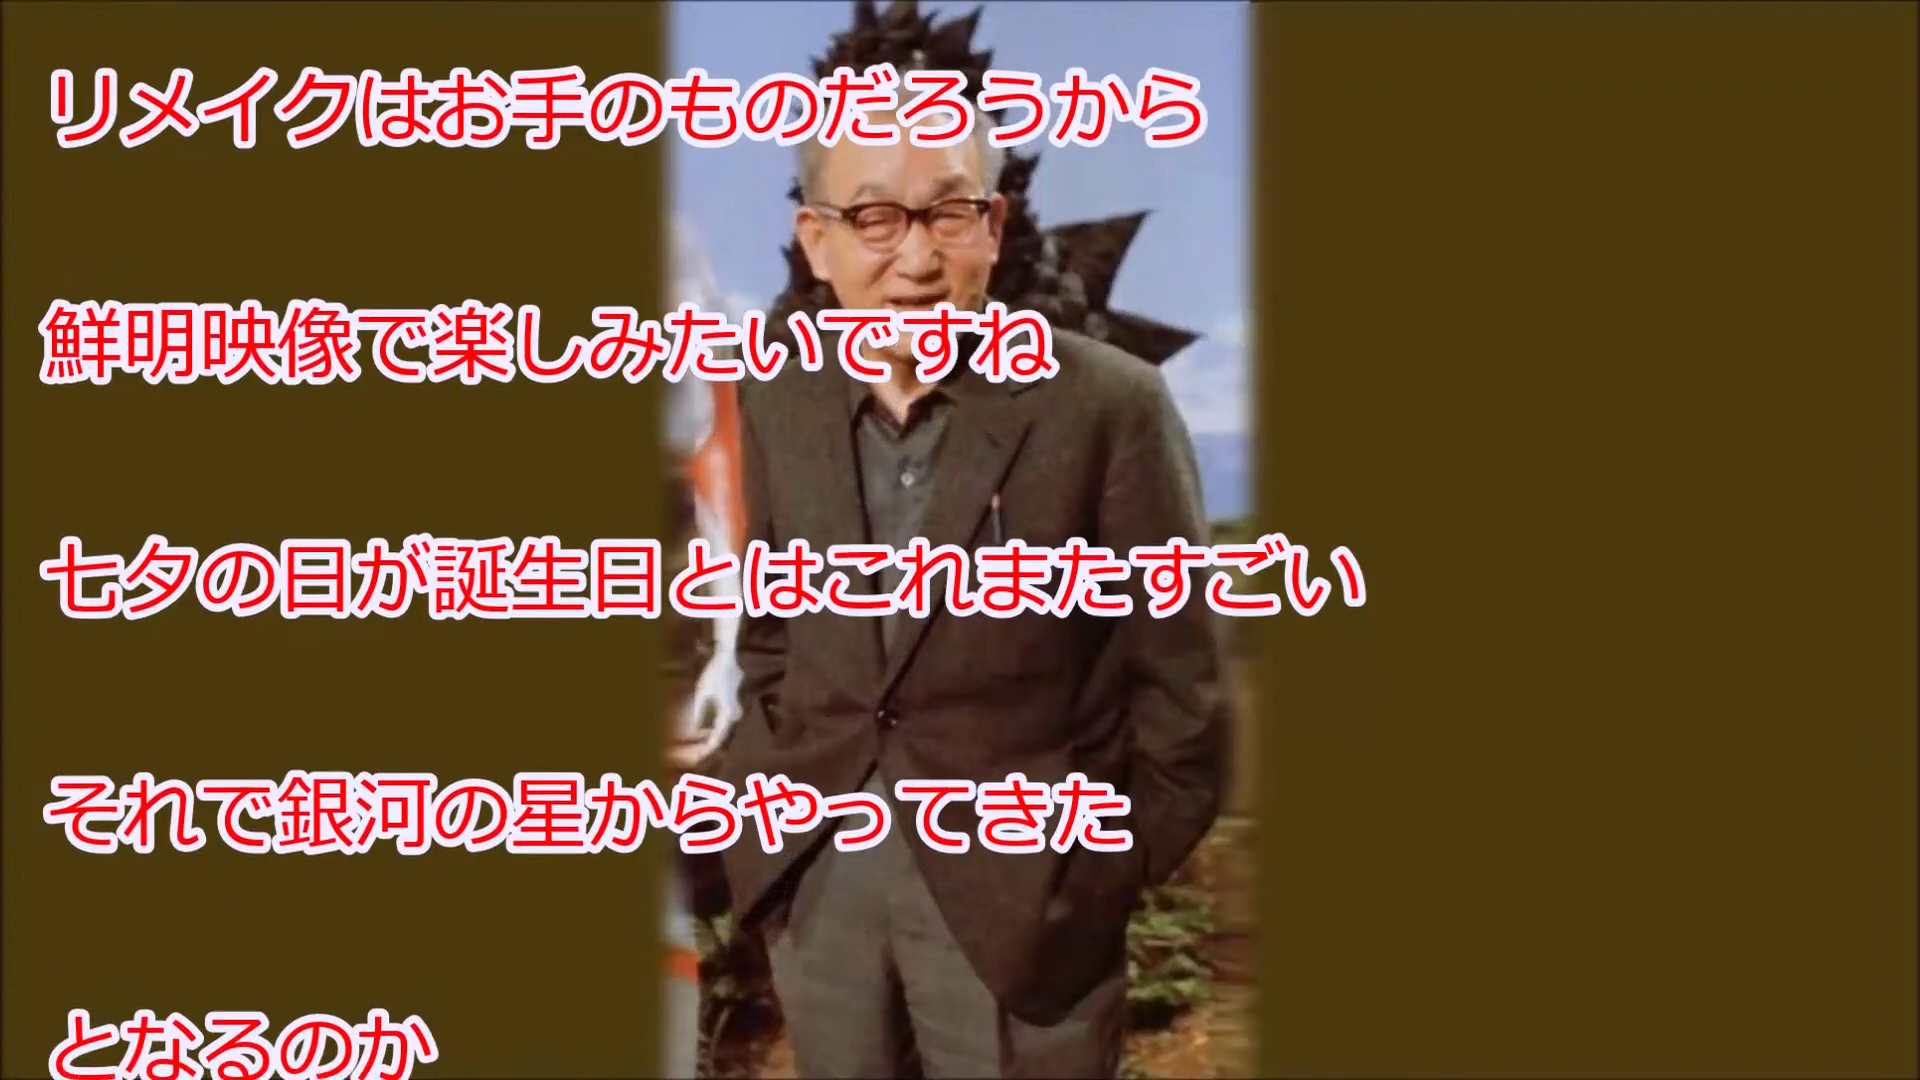 リメイクはお手のものだろうから
鮮明映像で楽しみたいですね
七夕の日が誕生日とはこれまたすごい
それで銀河の星からやってきた
となるのか